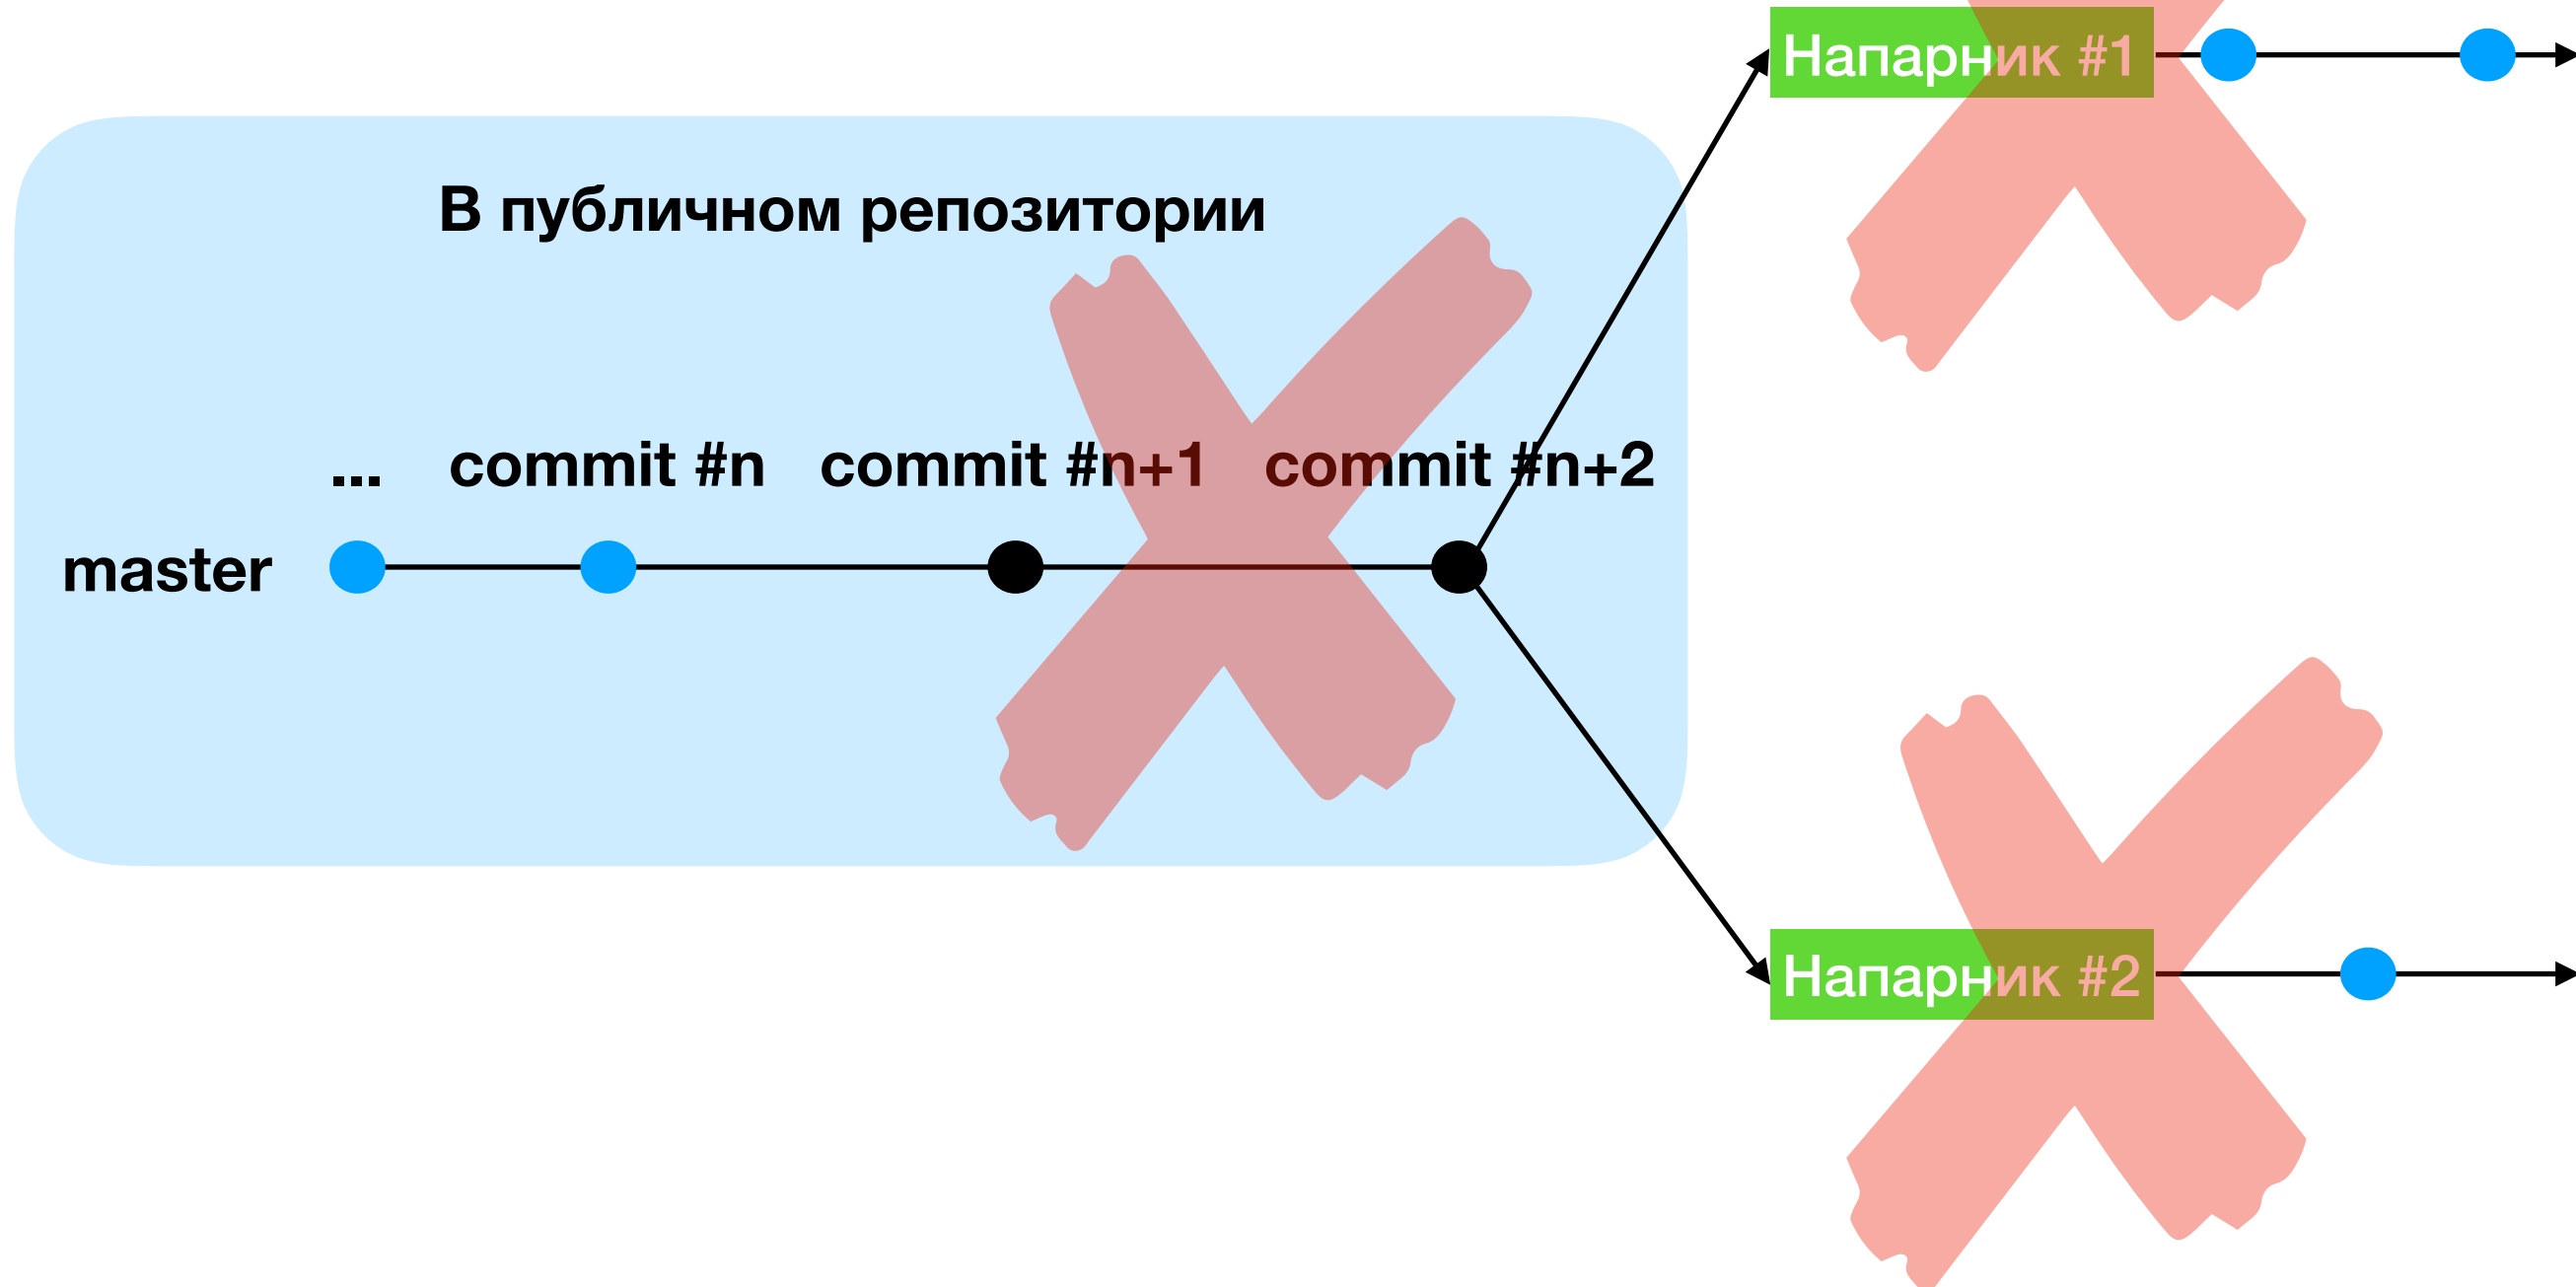 Напарник #1
В публичном репозитории
... commit #n commit #n+1 commit #n+2
master
Напарник #2